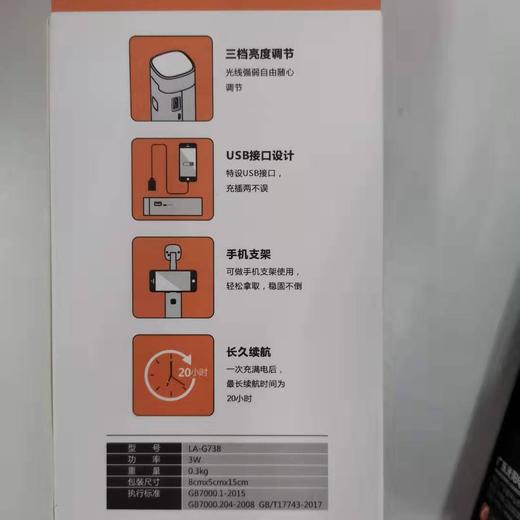 三档亮度调节
光线强弱自由随心
调节
USB接口设计
特设USB接口，
充插两不误
手机支架
可做手机支架使用，
轻松拿取，稳固不倒
20小时
长久续航
一次充满电后，
最长续航时间为
20小时
型 号 LA-G738
功 率 3W
重 量 0.3kg
包装尺寸 8cmx5cmx15cm
执行标准 GB7000.1-2015
GB7000.204-2008 GB/T17743-2017